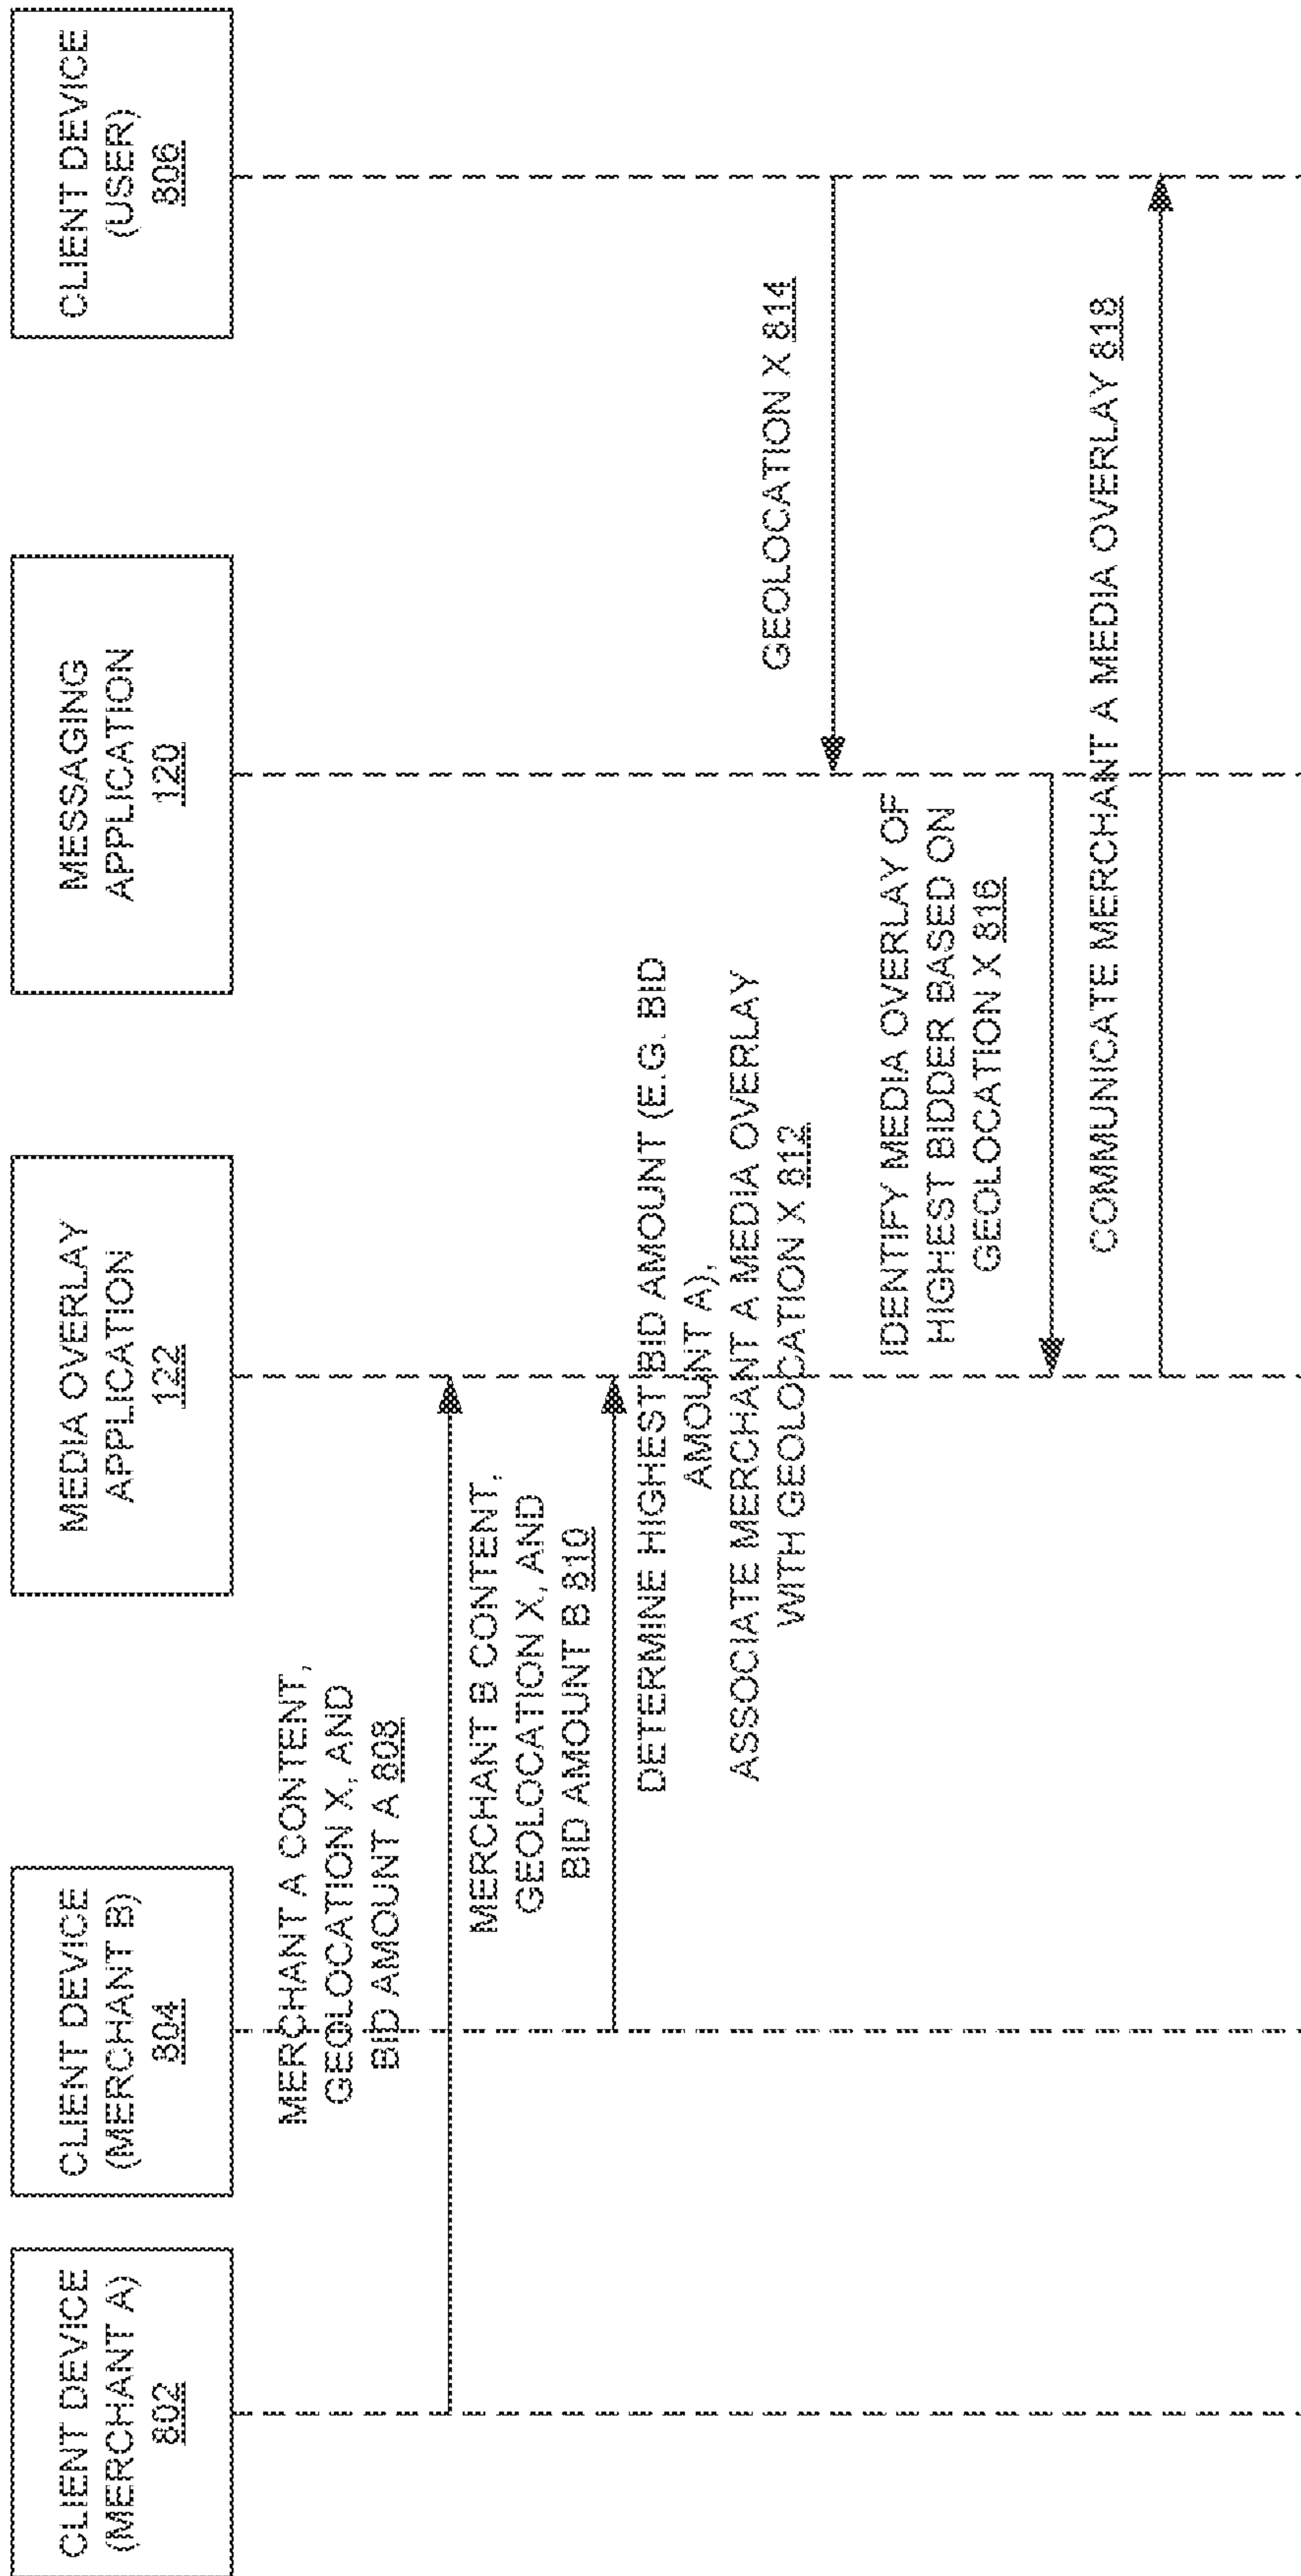 CLIENT DEVICE
(MERCHANT A)
802
CLIENT DEVICE
(MERCHANT B)
804
MEDIA OVERLAY
APPLICATION
122
MESSAGING
APPLICATION
120
CLIENT DEVICE
(USER)
806
MERCHANT A CONTENT,
GEOLOCATION X, AND
BID AMOUNT A 808
MERCHANT B CONTENT,
GEOLOCATION X, AND
BID AMOUNT B 810
DETERMINE HIGHEST BID AMOUNT (E.G. BID
AMOUNT A),
ASSOCIATE MERCHANT A MEDIA OVERLAY
WITH GEOLOCATION X 812
GEOLOCATION X 814
IDENTIFY MEDIA OVERLAY OF
HIGHEST BIDDER BASED ON
GEOLOCATION X 816
COMMUNICATE MERCHANT A MEDIA OVERLAY 818